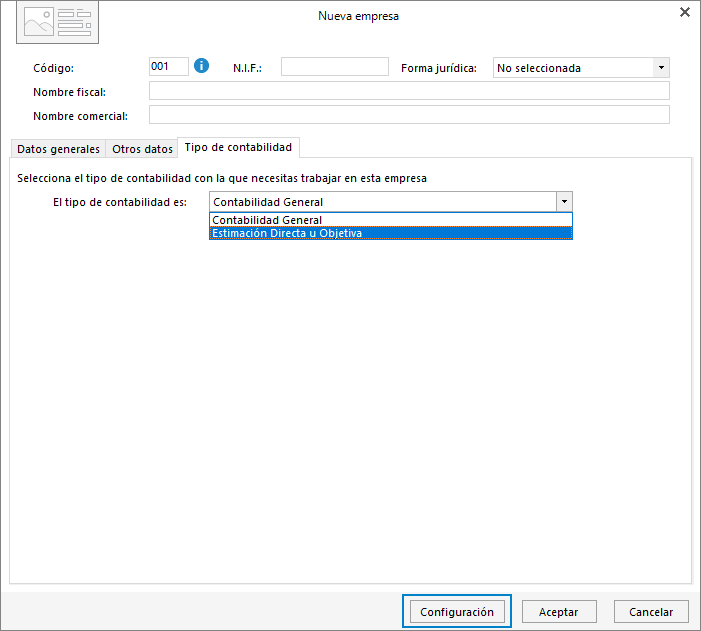 Nueva empresa
Código: 001 N.I.F.: Forma jurídica: No seleccionada
Nombre fiscal:
Nombre comercial:
Datos generales Otros datos Tipo de contabilidad
Selecciona el tipo de contabilidad con la que necesitas trabajar en esta empresa
El tipo de contabilidad es: Contabilidad General
Contabilidad General
Estimación Directa u Objetiva
Configuración Aceptar Cancelar